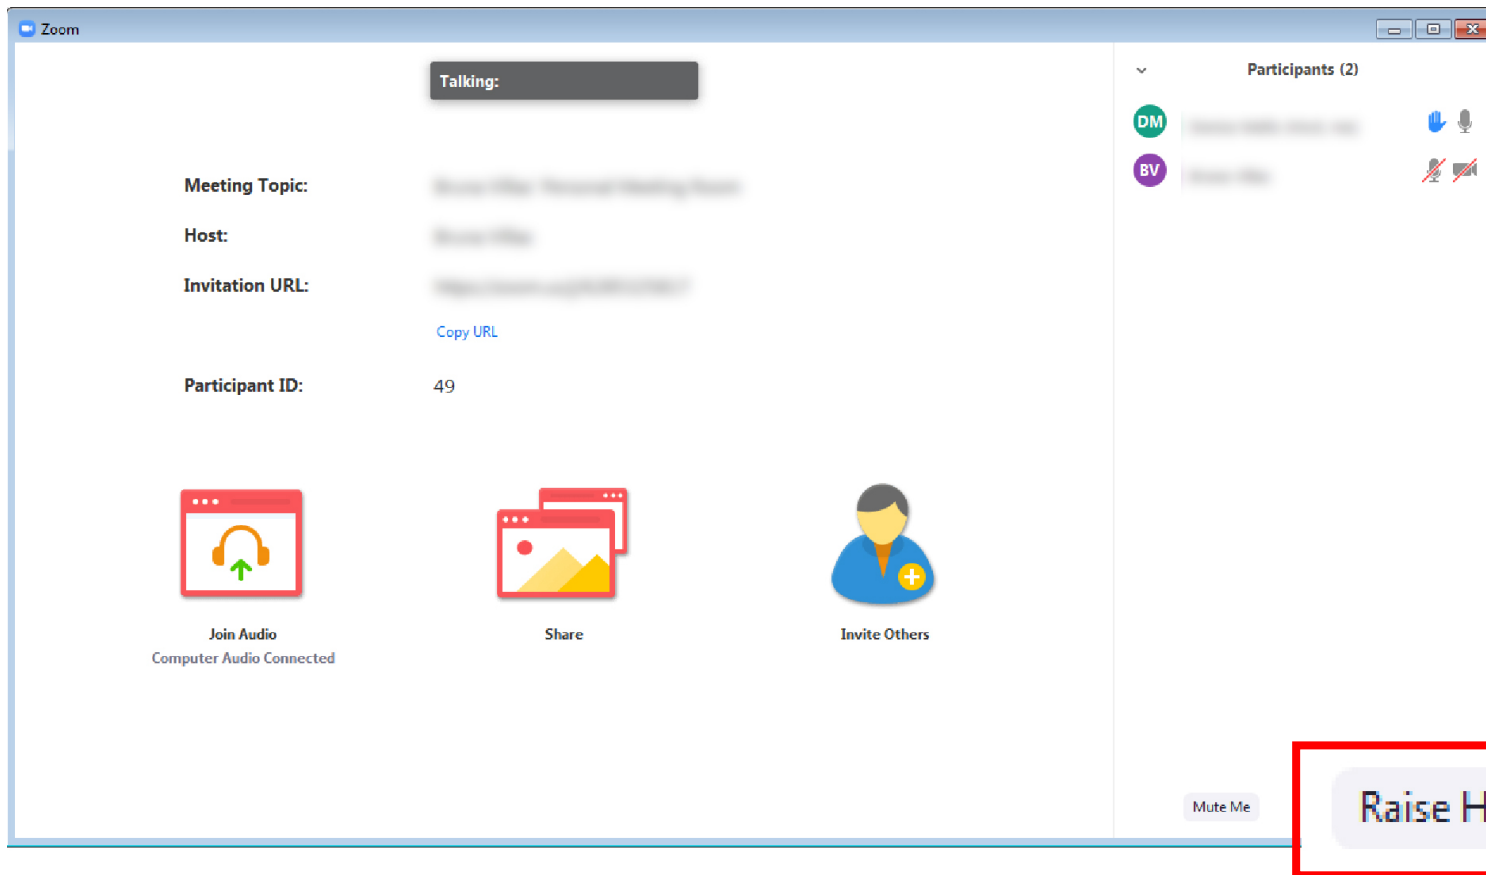 Zoom
Talking:
Participants (2)
DM
BV
Meeting Topic:
Host:
Invitation URL:
Copy URL
Participant ID: 49
Join Audio
Computer Audio Connected
Share
Invite Others
Mute Me
Raise H